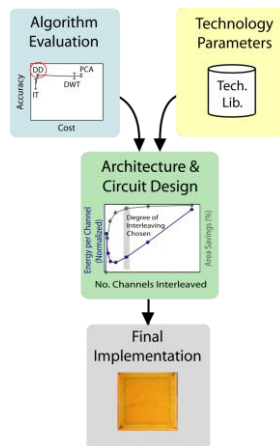 Algorithm
Evaluation
Accuracy
DD
PCA
DWT
IT
Cost
Technology
Parameters
Tech.
Lib.
Architecture &
Circuit Design
Energy per Channel
(Normalized)
Degree of
Interleaving
Chosen
Area Savings (%)
No. Channels Interleaved
Final
Implementation